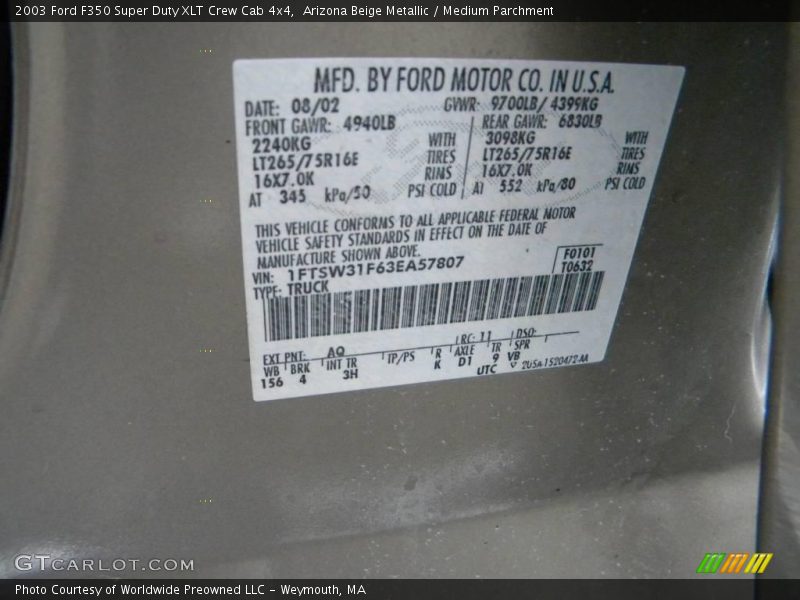 2003 Ford F350 Super Duty XLT Crew Cab 4x4,  Arizona Beige Metallic / Medium Parchment
MFD. BY FORD MOTOR CO. IN U.S.A.
DATE: 08/02 GVWR: 9700LB/ 4399KG
FRONT GAWR: 4940LB REAR GAWR: 6830LB
2240KG WITH 3098KG WITH
LT265/75R16E TIRES LT265/75R16E TIRES
16X7.0K RIMS 16X7.0K RIMS
AT 345 kPa/50 PSI COLD AT 552 kPa/80 PSI COLD
THIS VEHICLE CONFORMS TO ALL APPLICABLE FEDERAL MOTOR
VEHICLE SAFETY STANDARDS IN EFFECT ON THE DATE OF
MANUFACTURE SHOWN ABOVE.
VIN: 1FTSW31F63EA57807 F0101
TYPE: TRUCK T0632
EXT PNT: AQ RC: 11 DSO:
WB BRK INT TR TP/PS R AXLE TR SPR
156 4 3H K D1 9 VB
UTC V 2U5A-1520472-AA
GTCARLOT.COM
Photo Courtesy of Worldwide Preowned LLC - Weymouth, MA